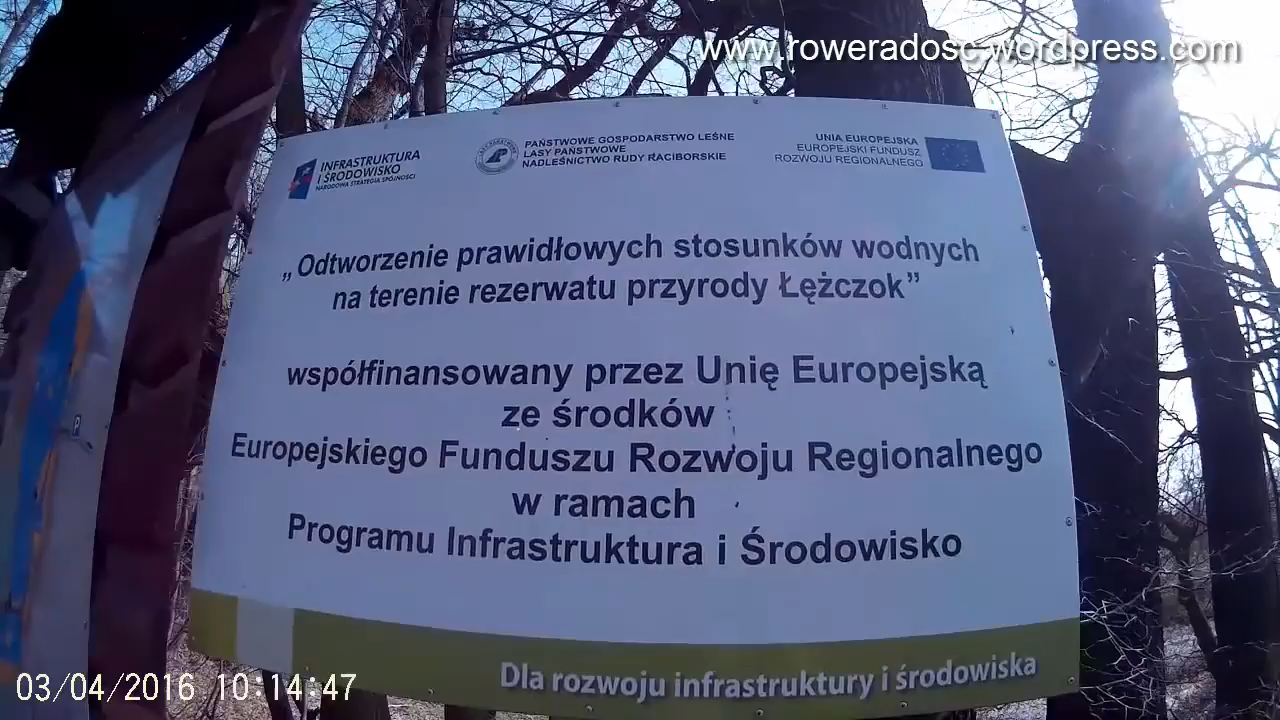 www.roweradosc.wordpress.com
INFRASTRUKTURA
I ŚRODOWISKO
NARODOWA STRATEGIA SPÓJNOŚCI
PAŃSTWOWE GOSPODARSTWO LEŚNE
LASY PAŃSTWOWE
NADLEŚNICTWO RUDY RACIBORSKIE
UNIA EUROPEJSKA
EUROPEJSKI FUNDUSZ
ROZWOJU REGIONALNEGO
„Odtworzenie prawidłowych stosunków wodnych
na terenie rezerwatu przyrody Łężczok”
współfinansowany przez Unię Europejską
ze środków
Europejskiego Funduszu Rozwoju Regionalnego
w ramach
Programu Infrastruktura i Środowisko
Dla rozwoju infrastruktury i środowiska
P
03/04/2016 10:14:47